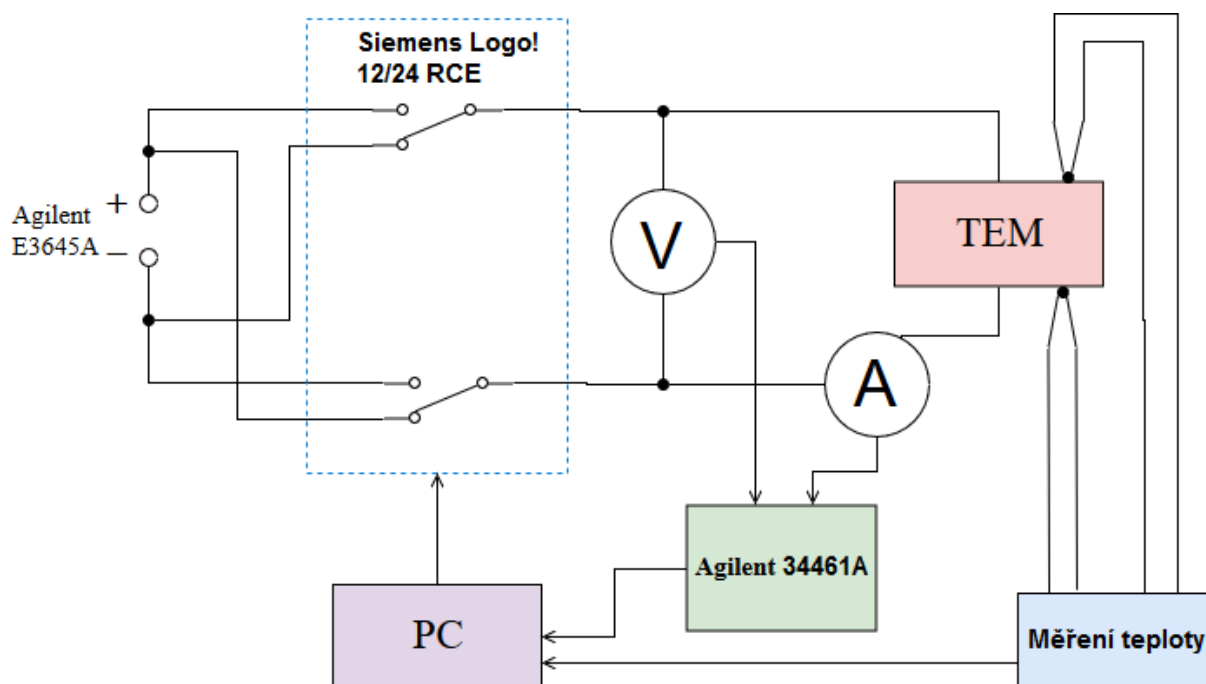 Siemens Logo!
12/24 RCE
Agilent +
E3645A –
V
TEM
A
Agilent 34461A
PC
Měření teploty